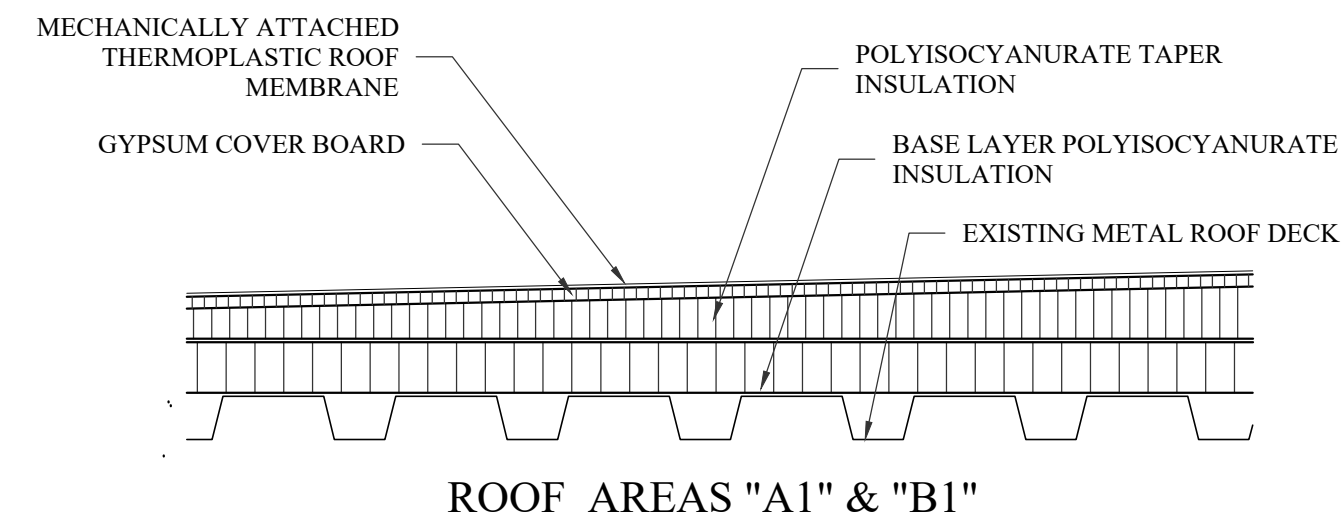 MECHANICALLY ATTACHED
THERMOPLASTIC ROOF
MEMBRANE
GYPSUM COVER BOARD
POLYISOCYANURATE TAPER
INSULATION
BASE LAYER POLYISOCYANURATE
INSULATION
EXISTING METAL ROOF DECK
ROOF AREAS "A1" & "B1"